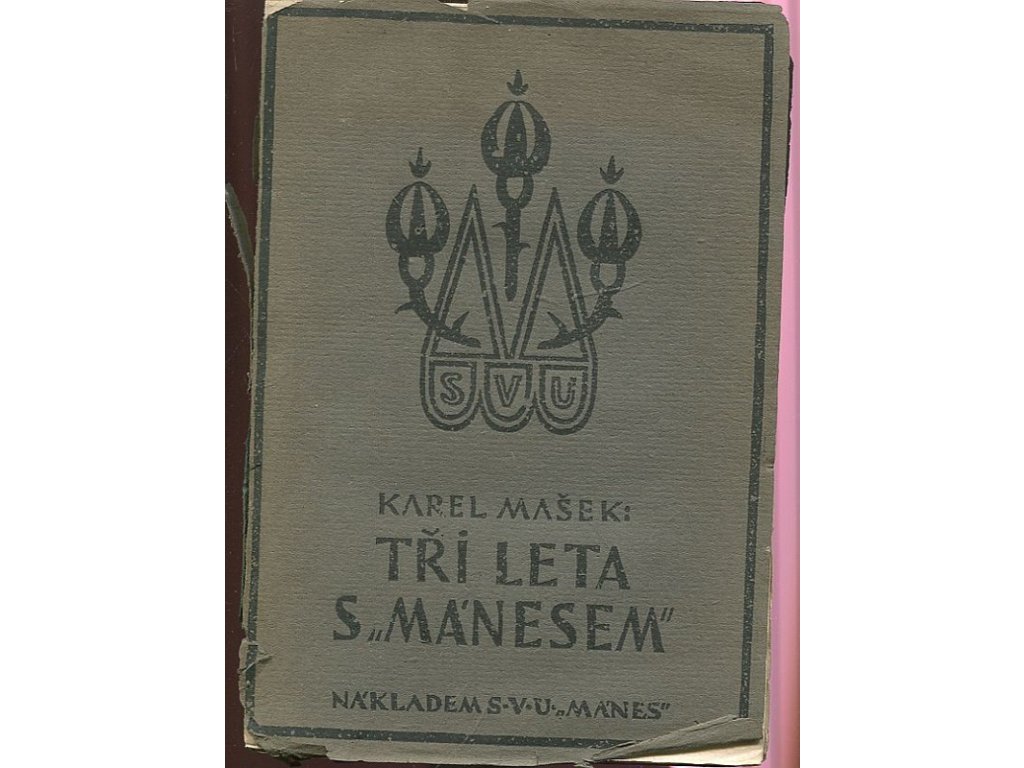 SVU
KAREL MAŠEK:
TŘI LETA
S „MÁNESEM"
NÁKLADEM S·V·U·„MÁNES"